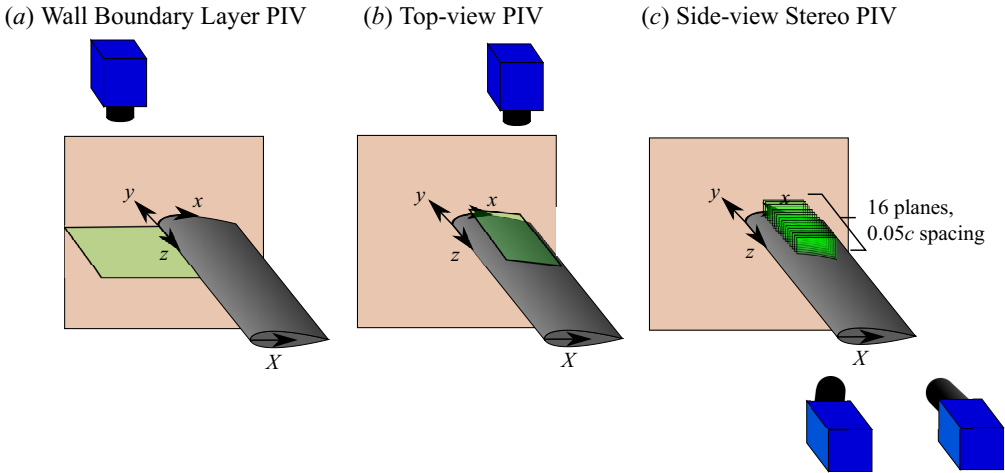 (a) Wall Boundary Layer PIV
(b) Top-view PIV
(c) Side-view Stereo PIV
y
x
z
X
y
x
z
X
y
x
z
X
16 planes,
0.05c spacing